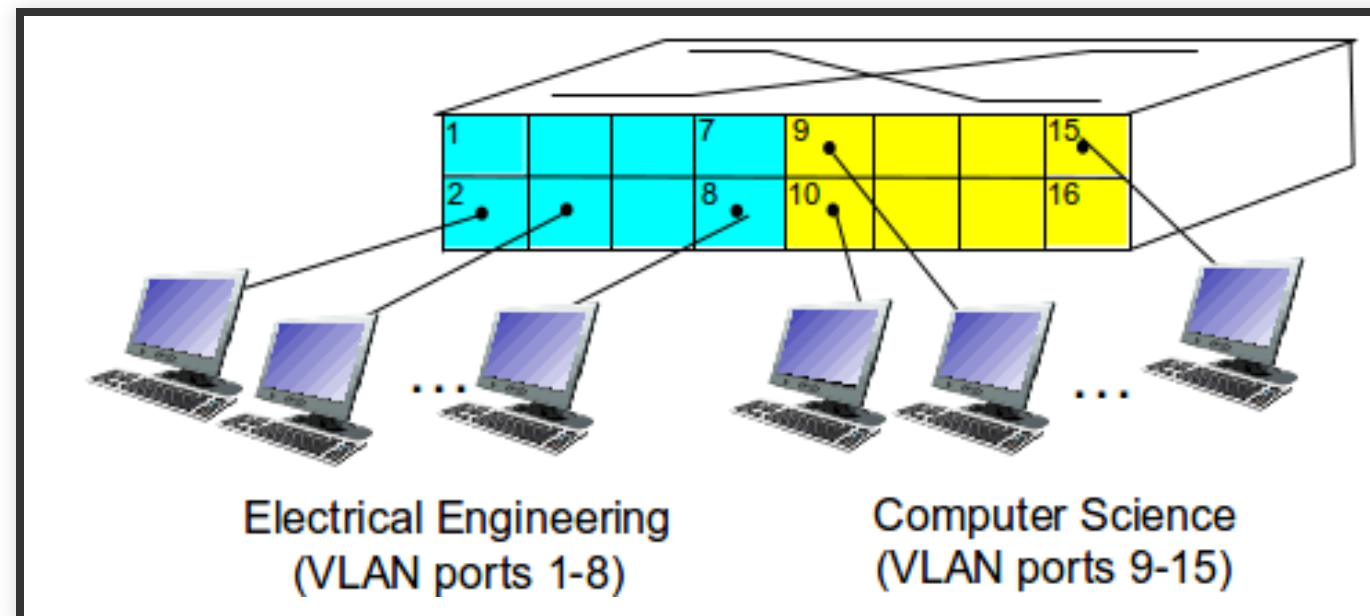 1 7 9 15
2 8 10 16
... ...
Electrical Engineering
(VLAN ports 1-8)
Computer Science
(VLAN ports 9-15)